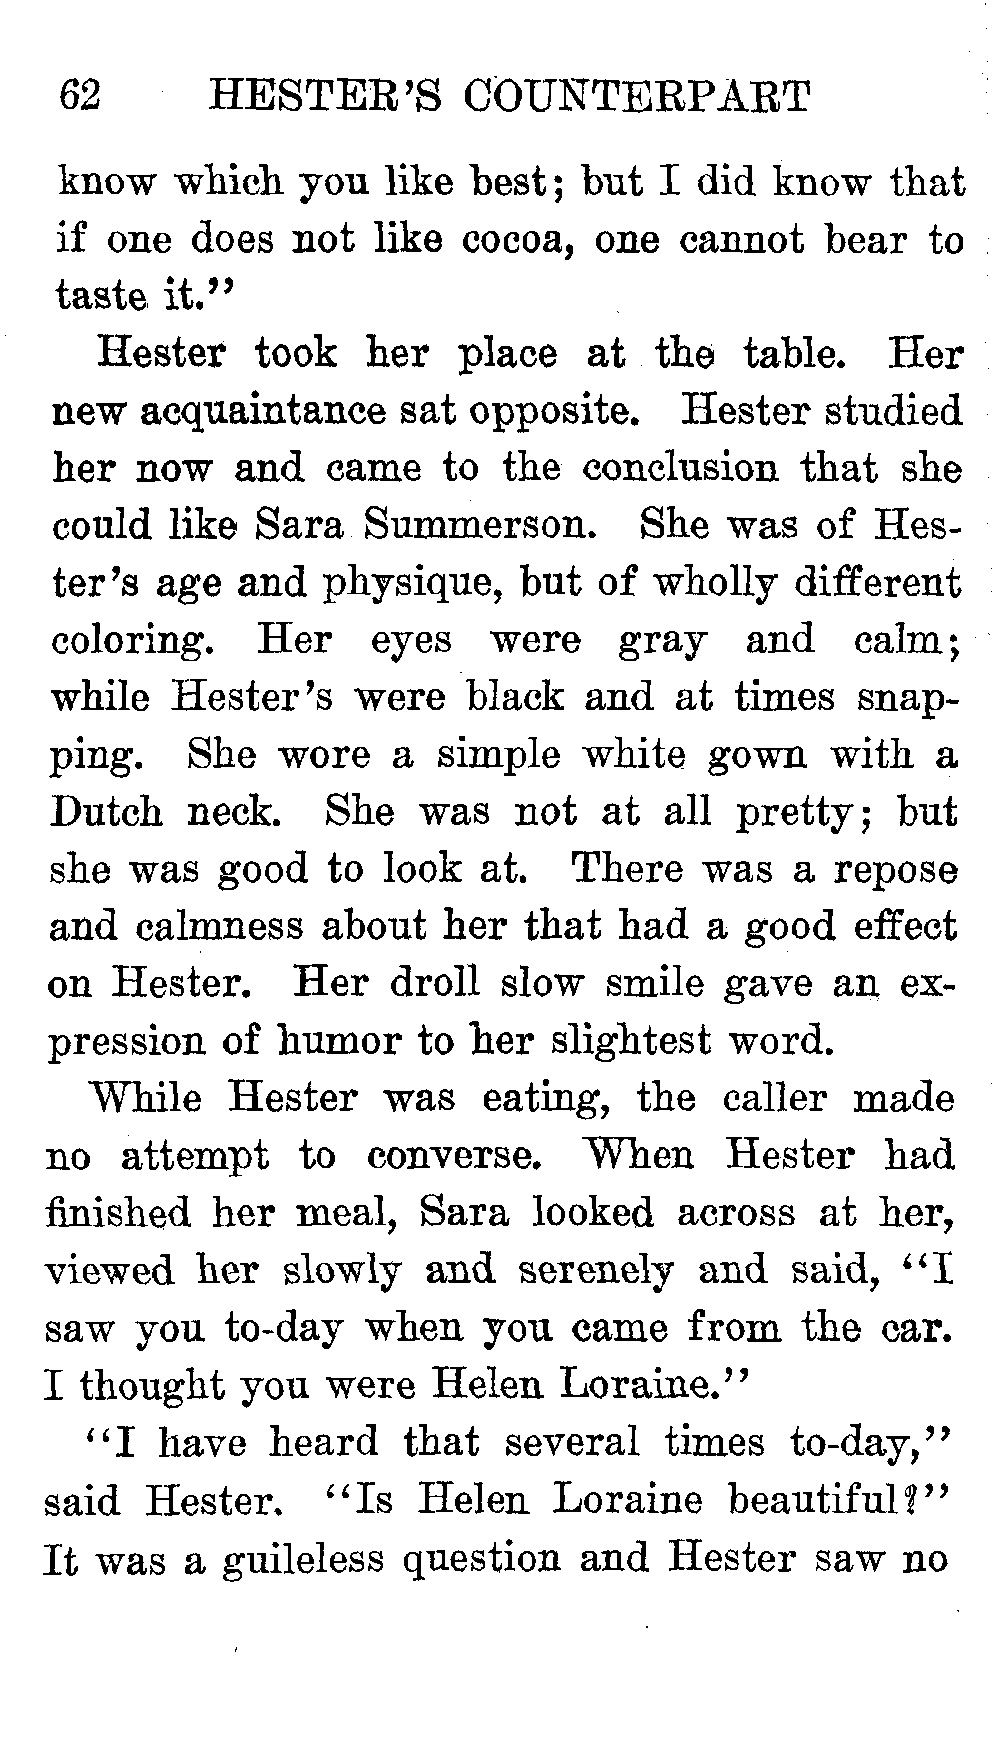 62 HESTER'S COUNTERPART
know which you like best; but I did know that
if one does not like cocoa, one cannot bear to
taste it."
Hester took her place at the table. Her
new acquaintance sat opposite. Hester studied
her now and came to the conclusion that she
could like Sara Summerson. She was of Hes-
ter's age and physique, but of wholly different
coloring. Her eyes were gray and calm;
while Hester's were black and at times snap-
ping. She wore a simple white gown with a
Dutch neck. She was not at all pretty; but
she was good to look at. There was a repose
and calmness about her that had a good effect
on Hester. Her droll slow smile gave an ex-
pression of humor to her slightest word.
While Hester was eating, the caller made
no attempt to converse. When Hester had
finished her meal, Sara looked across at her,
viewed her slowly and serenely and said, "I
saw you to-day when you came from the car.
I thought you were Helen Loraine."
"I have heard that several times to-day,"
said Hester. "Is Helen Loraine beautiful?"
It was a guileless question and Hester saw no